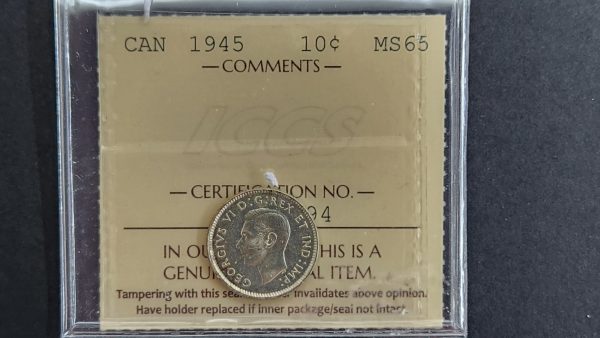 CAN 1945 10¢ MS65
— COMMENTS —
ICCS
— CERTIFICATION NO. —
94
IN OU HIS IS A
GENU AL ITEM.
Tampering with this sea invalidates above opinion.
Have holder replaced if inner package/seal not intact.
GEORGIVS VI D:G:REX ET IND:IMP: